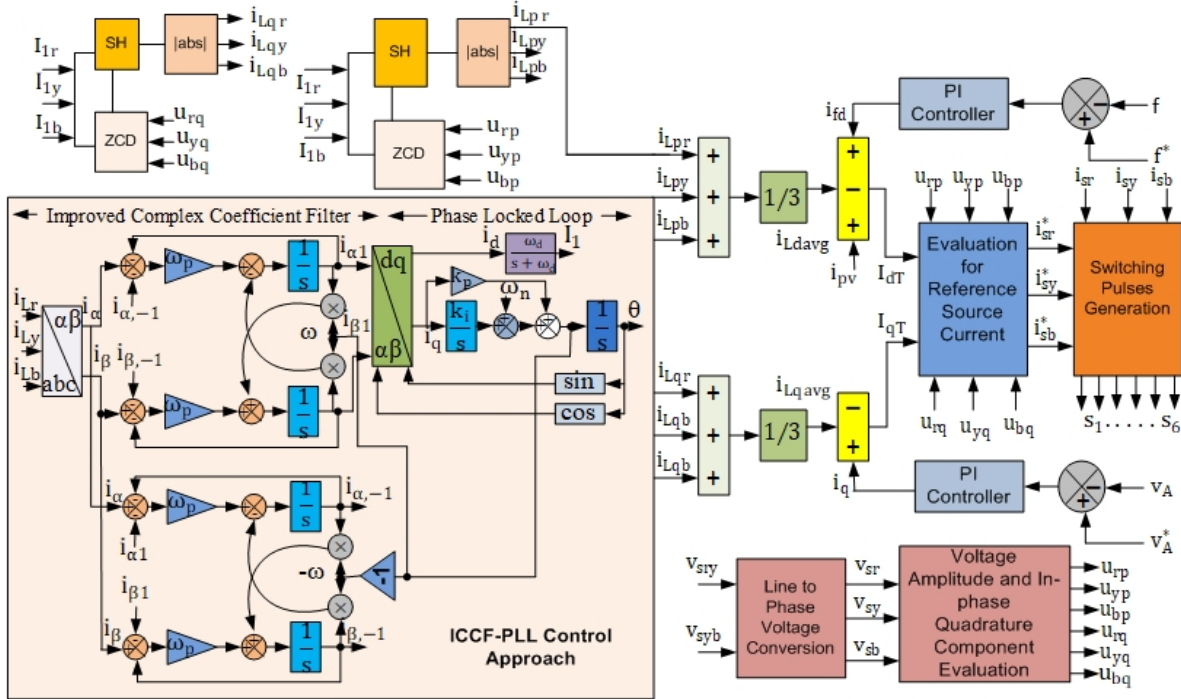 i_Lqr
i_Lqy
i_Lqb
SH
|abs|
I_1r
I_1y
I_1b
ZCD
u_rq
u_yq
u_bq
i_Lpr
i_Lpy
i_Lpb
SH
|abs|
I_1r
I_1y
I_1b
ZCD
u_rp
u_yp
u_bp
i_Lpr
i_Lpy
i_Lpb
+
+
+
1/3
i_Ldavg
i_fd
+
−
+
i_pv
PI
Controller
−
+
f
f*
I_dT
u_rp u_yp u_bp
Evaluation
for
Reference
Source
Current
u_rq u_yq u_bq
i_sr*
i_sy*
i_sb*
i_sr i_sy i_sb
Switching
Pulses
Generation
s_1 . . . . . s_6
Improved Complex Coefficient Filter
Phase Locked Loop
i_Lr
i_Ly
i_Lb
αβ
abc
i_α
i_α,-1
ω_p
1/s
i_α1
i_β
i_β,-1
ω_p
1/s
ω
i_β1
dq
αβ
i_d
ω_d
s + ω_d
I_1
k_p
ω_n
i_q
k_i/s
1/s
θ
sin
cos
i_α
i_α1
ω_p
1/s
i_α,-1
-ω
-1
i_β1
i_β
ω_p
1/s
β,-1
ICCF-PLL Control
Approach
i_Lqr
i_Lqb
i_Lqb
+
+
+
1/3
i_Lqavg
−
+
I_qT
i_q
PI
Controller
−
+
v_A
v_A*
v_sry
v_syb
Line to
Phase
Voltage
Conversion
v_sr
v_sy
v_sb
Voltage
Amplitude and In-
phase
Quadrature
Component
Evaluation
u_rp
u_yp
u_bp
u_rq
u_yq
u_bq